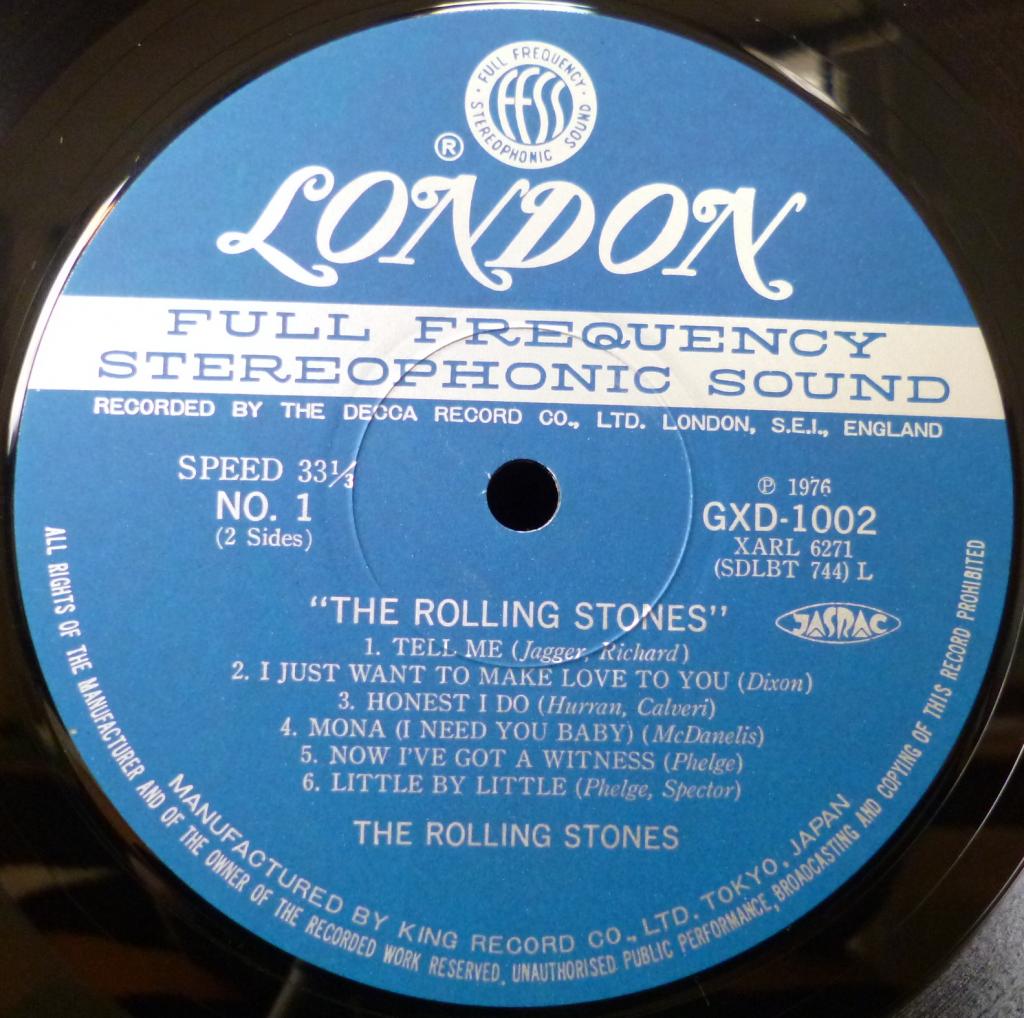 FULL FREQUENCY
ffss
STEREOPHONIC SOUND
®
LONDON
FULL FREQUENCY
STEREOPHONIC SOUND
RECORDED BY THE DECCA RECORD CO., LTD. LONDON, S.E.I., ENGLAND
SPEED 33⅓
NO. 1
(2 Sides)
℗ 1976
GXD-1002
XARL 6271
(SDLBT 744) L
JASRAC
"THE ROLLING STONES"
1. TELL ME (Jagger, Richard)
2. I JUST WANT TO MAKE LOVE TO YOU (Dixon)
3. HONEST I DO (Hurran, Calveri)
4. MONA (I NEED YOU BABY) (McDanelis)
5. NOW I'VE GOT A WITNESS (Phelge)
6. LITTLE BY LITTLE (Phelge, Spector)
THE ROLLING STONES
MANUFACTURED BY KING RECORD CO., LTD. TOKYO, JAPAN
ALL RIGHTS OF THE MANUFACTURER AND OF THE OWNER OF THE RECORDED WORK RESERVED, UNAUTHORISED PUBLIC PERFORMANCE, BROADCASTING AND COPYING OF THIS RECORD PROHIBITED